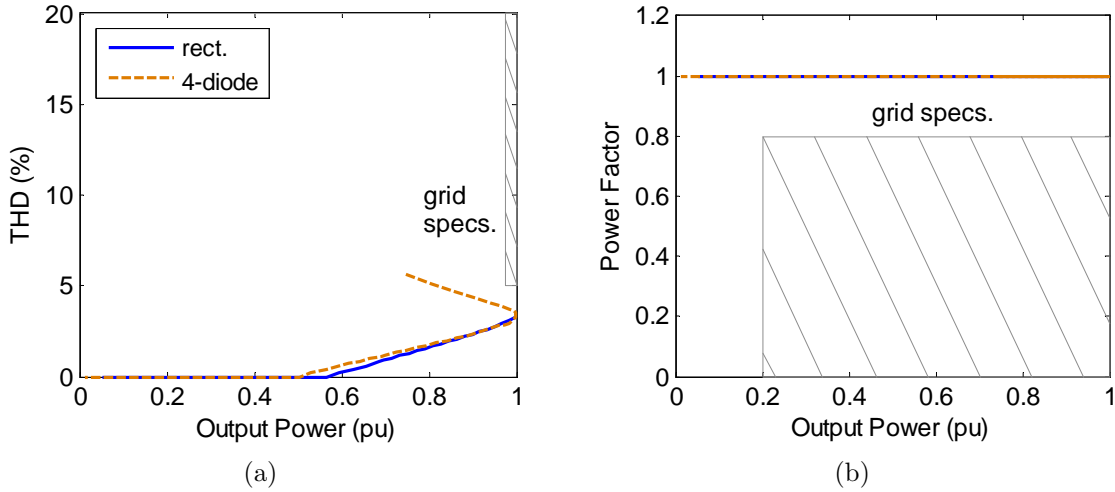 20
15
10
5
0
THD (%)
rect.
4-diode
grid
specs.
0
0.2
0.4
0.6
0.8
1
Output Power (pu)
(a)
1.2
1
0.8
0.6
0.4
0.2
0
Power Factor
grid specs.
0
0.2
0.4
0.6
0.8
1
Output Power (pu)
(b)